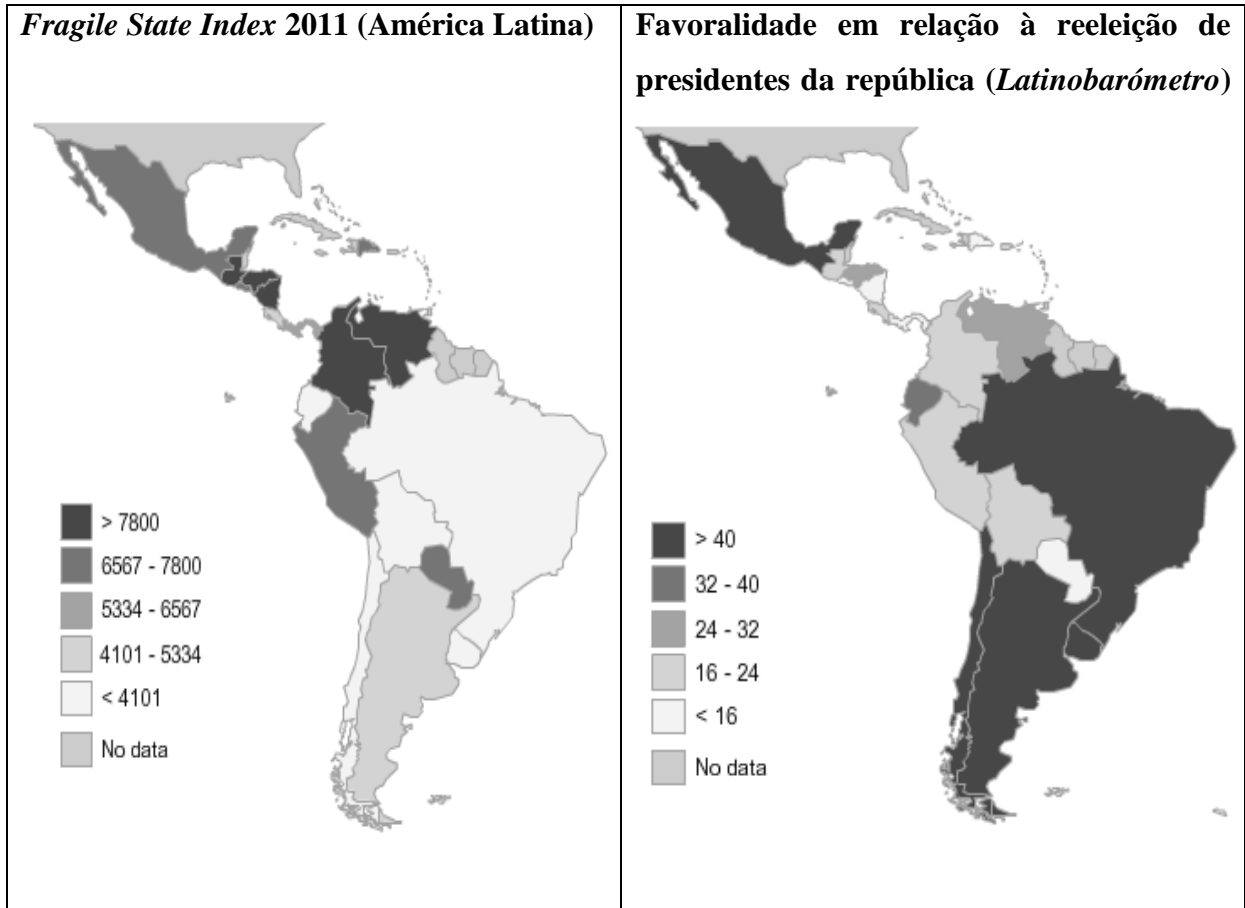 Fragile State Index 2011 (América Latina)
> 7800
6567 - 7800
5334 - 6567
4101 - 5334
< 4101
No data
Favoralidade em relação à reeleição de
presidentes da república (Latinobarómetro)
> 40
32 - 40
24 - 32
16 - 24
< 16
No data